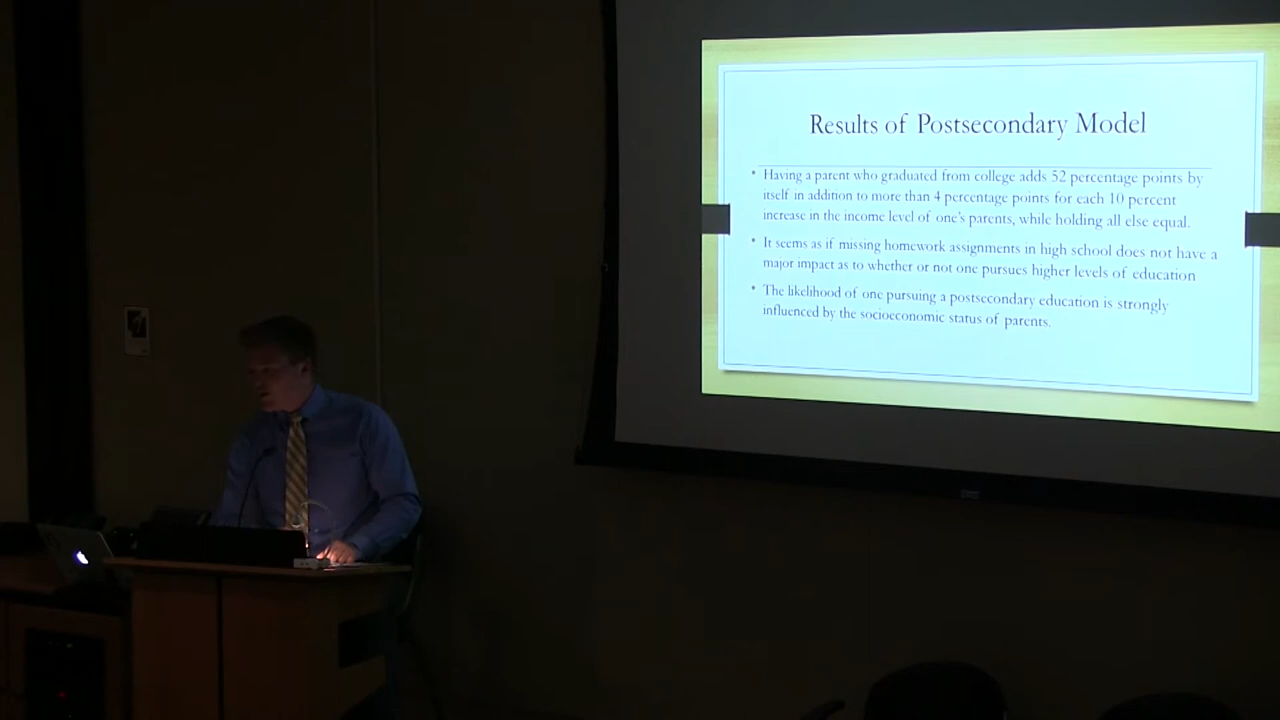 Results of Postsecondary Model
• Having a parent who graduated from college adds 52 percentage points by
itself in addition to more than 4 percentage points for each 10 percent
increase in the income level of one's parents, while holding all else equal.
• It seems as if missing homework assignments in high school does not have a
major impact as to whether or not one pursues higher levels of education
• The likelihood of one pursuing a postsecondary education is strongly
influenced by the socioeconomic status of parents.